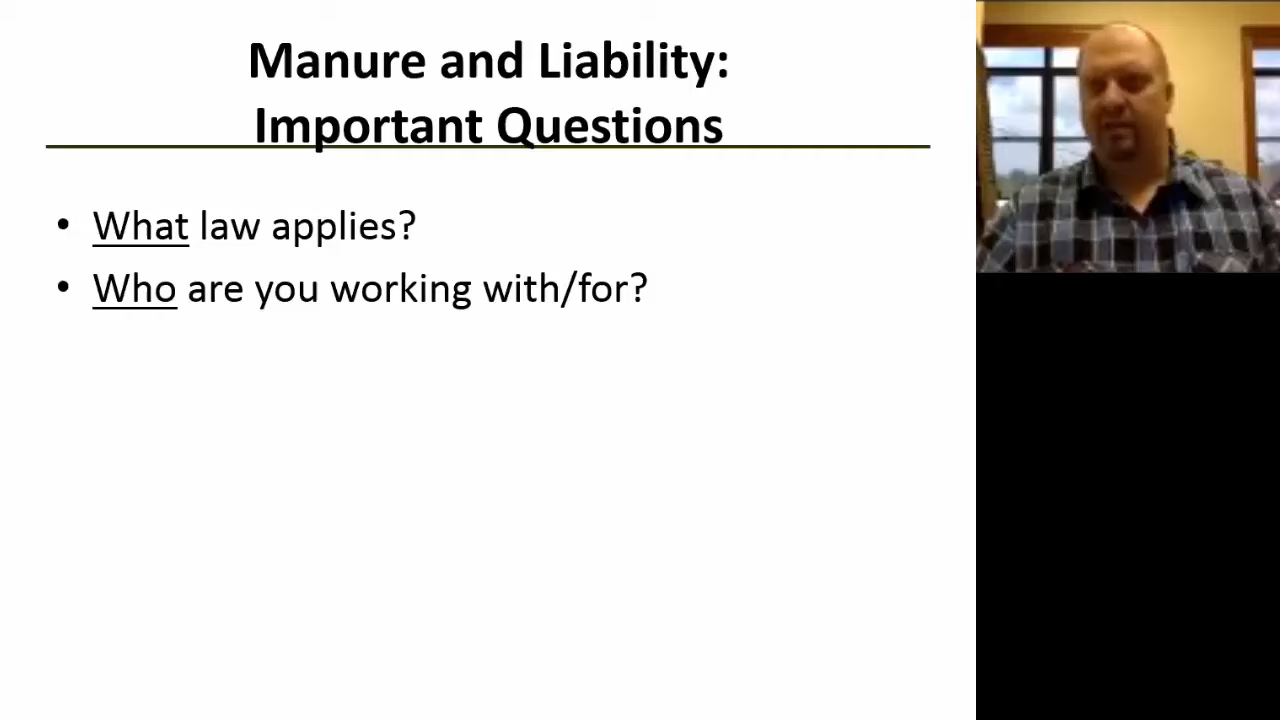 Manure and Liability:
Important Questions
• What law applies?
• Who are you working with/for?